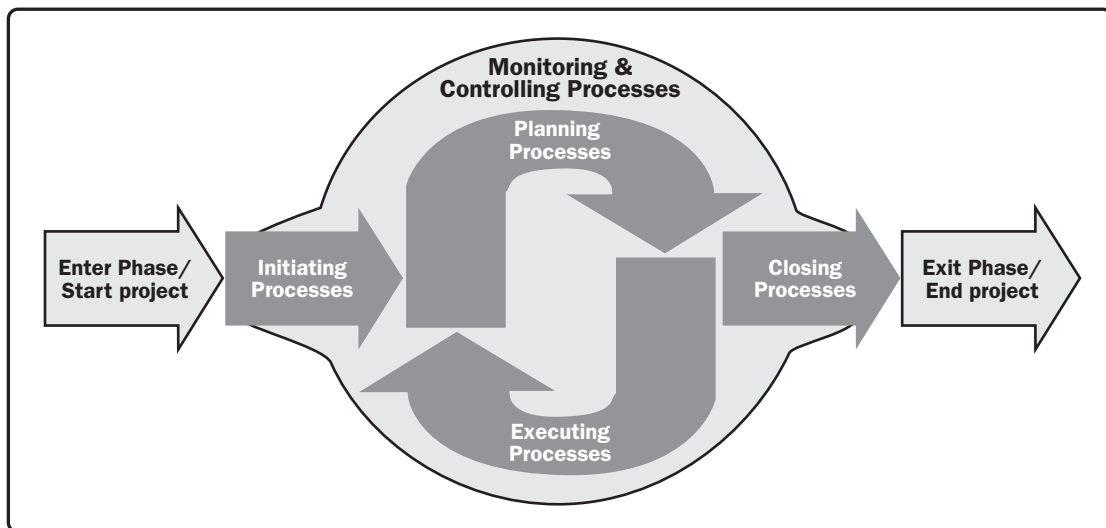 Monitoring &
Controlling Processes
Planning
Processes
Enter Phase/
Start project
Initiating
Processes
Closing
Processes
Exit Phase/
End project
Executing
Processes